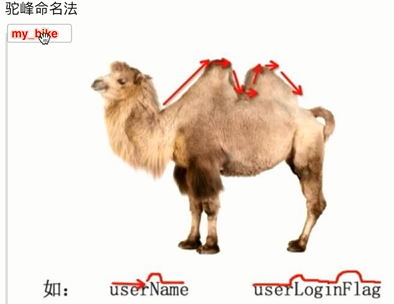 驼峰命名法
my_bike
如： userName userLoginFlag